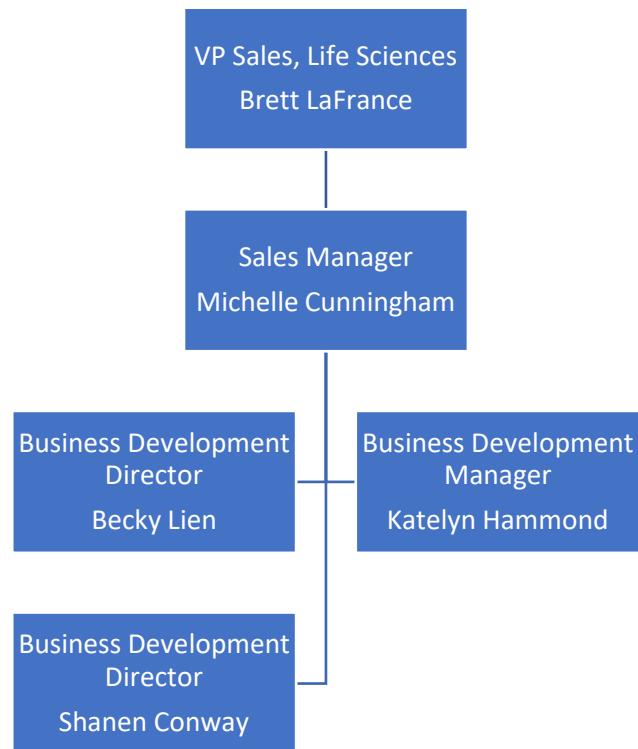 VP Sales, Life Sciences
Brett LaFrance
Sales Manager
Michelle Cunningham
Business Development
Director
Becky Lien
Business Development
Manager
Katelyn Hammond
Business Development
Director
Shanen Conway